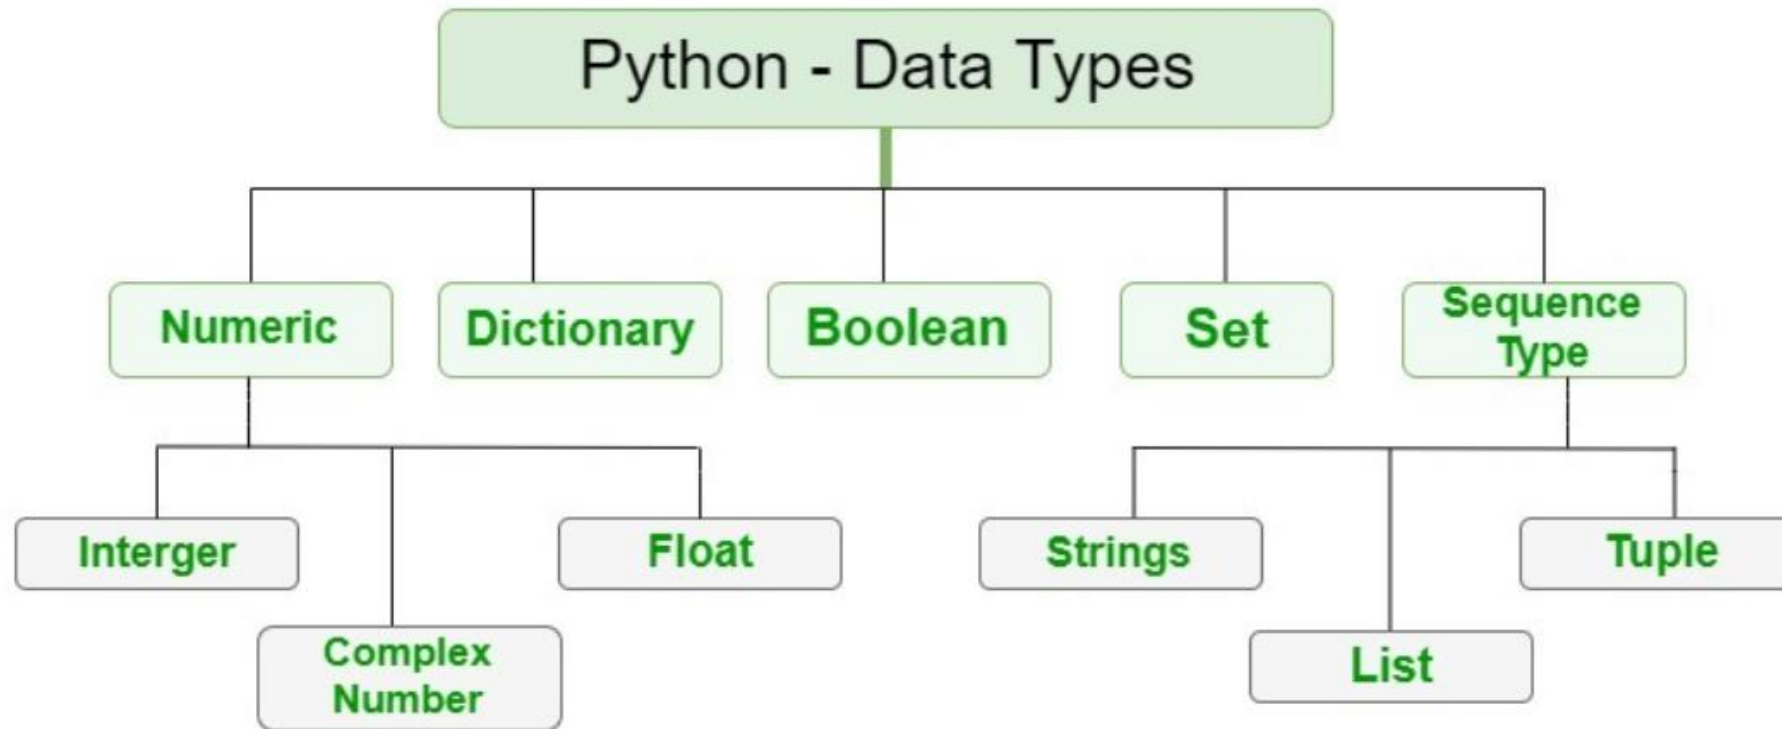 Python - Data Types
Numeric
Dictionary
Boolean
Set
Sequence
Type
Interger
Float
Strings
Tuple
Complex
Number
List